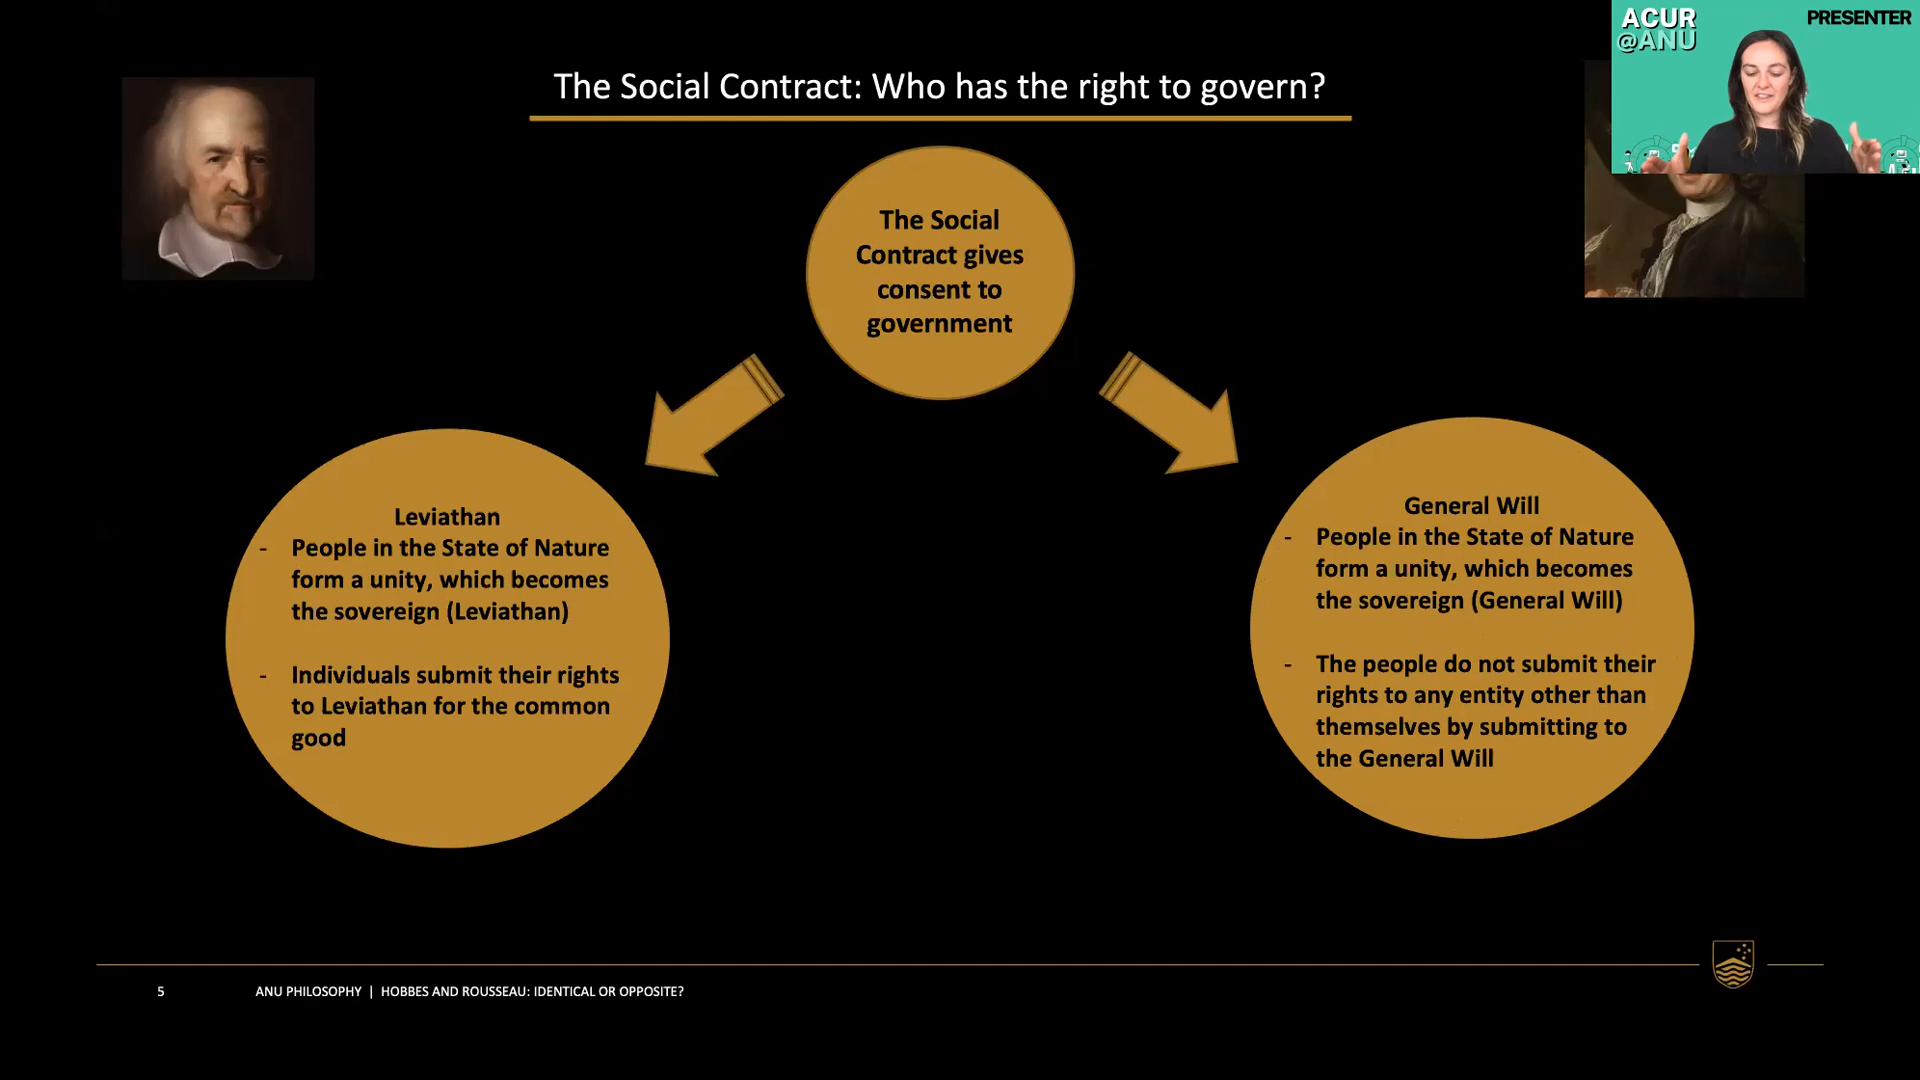 ACUR
@ANU
PRESENTER
The Social Contract: Who has the right to govern?
The Social
Contract gives
consent to
government
Leviathan
- People in the State of Nature
form a unity, which becomes
the sovereign (Leviathan)
- Individuals submit their rights
to Leviathan for the common
good
General Will
- People in the State of Nature
form a unity, which becomes
the sovereign (General Will)
- The people do not submit their
rights to any entity other than
themselves by submitting to
the General Will
5
ANU PHILOSOPHY | HOBBES AND ROUSSEAU: IDENTICAL OR OPPOSITE?